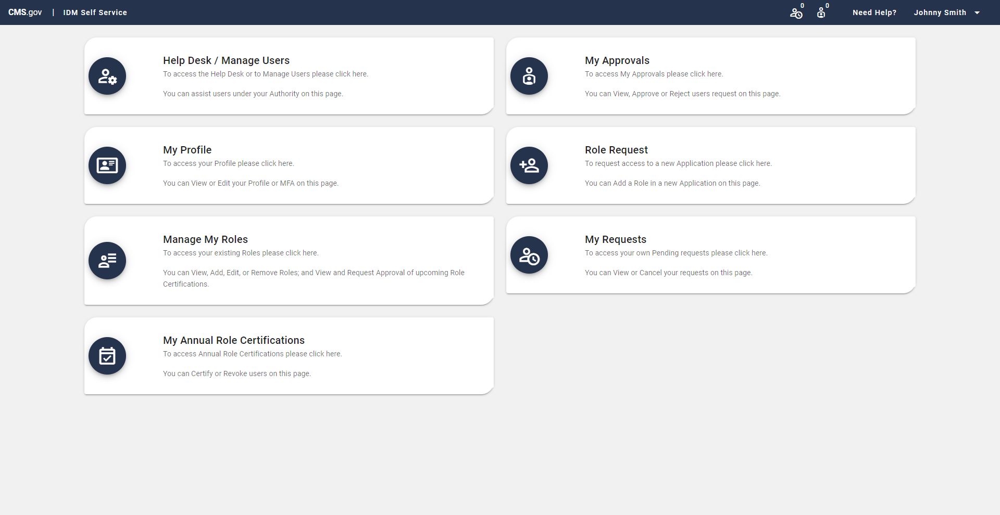 CMS.gov | IDM Self Service
0
0
Need Help?
Johnny Smith
Help Desk / Manage Users
To access the Help Desk or to Manage Users please click here.
You can assist users under your Authority on this page.
My Approvals
To access My Approvals please click here.
You can View, Approve or Reject users request on this page.
My Profile
To access your Profile please click here.
You can View or Edit your Profile or MFA on this page.
Role Request
To request access to a new Application please click here.
You can Add a Role in a new Application on this page.
Manage My Roles
To access your existing Roles please click here.
You can View, Add, Edit, or Remove Roles; and View and Request Approval of upcoming Role
Certifications.
My Requests
To access your own Pending requests please click here.
You can View or Cancel your requests on this page.
My Annual Role Certifications
To access Annual Role Certifications please click here.
You can Certify or Revoke users on this page.